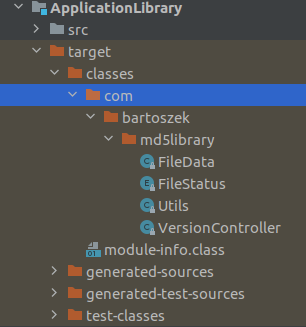 ApplicationLibrary
src
target
classes
com
bartoszek
md5library
FileData
FileStatus
Utils
VersionController
module-info.class
generated-sources
generated-test-sources
test-classes